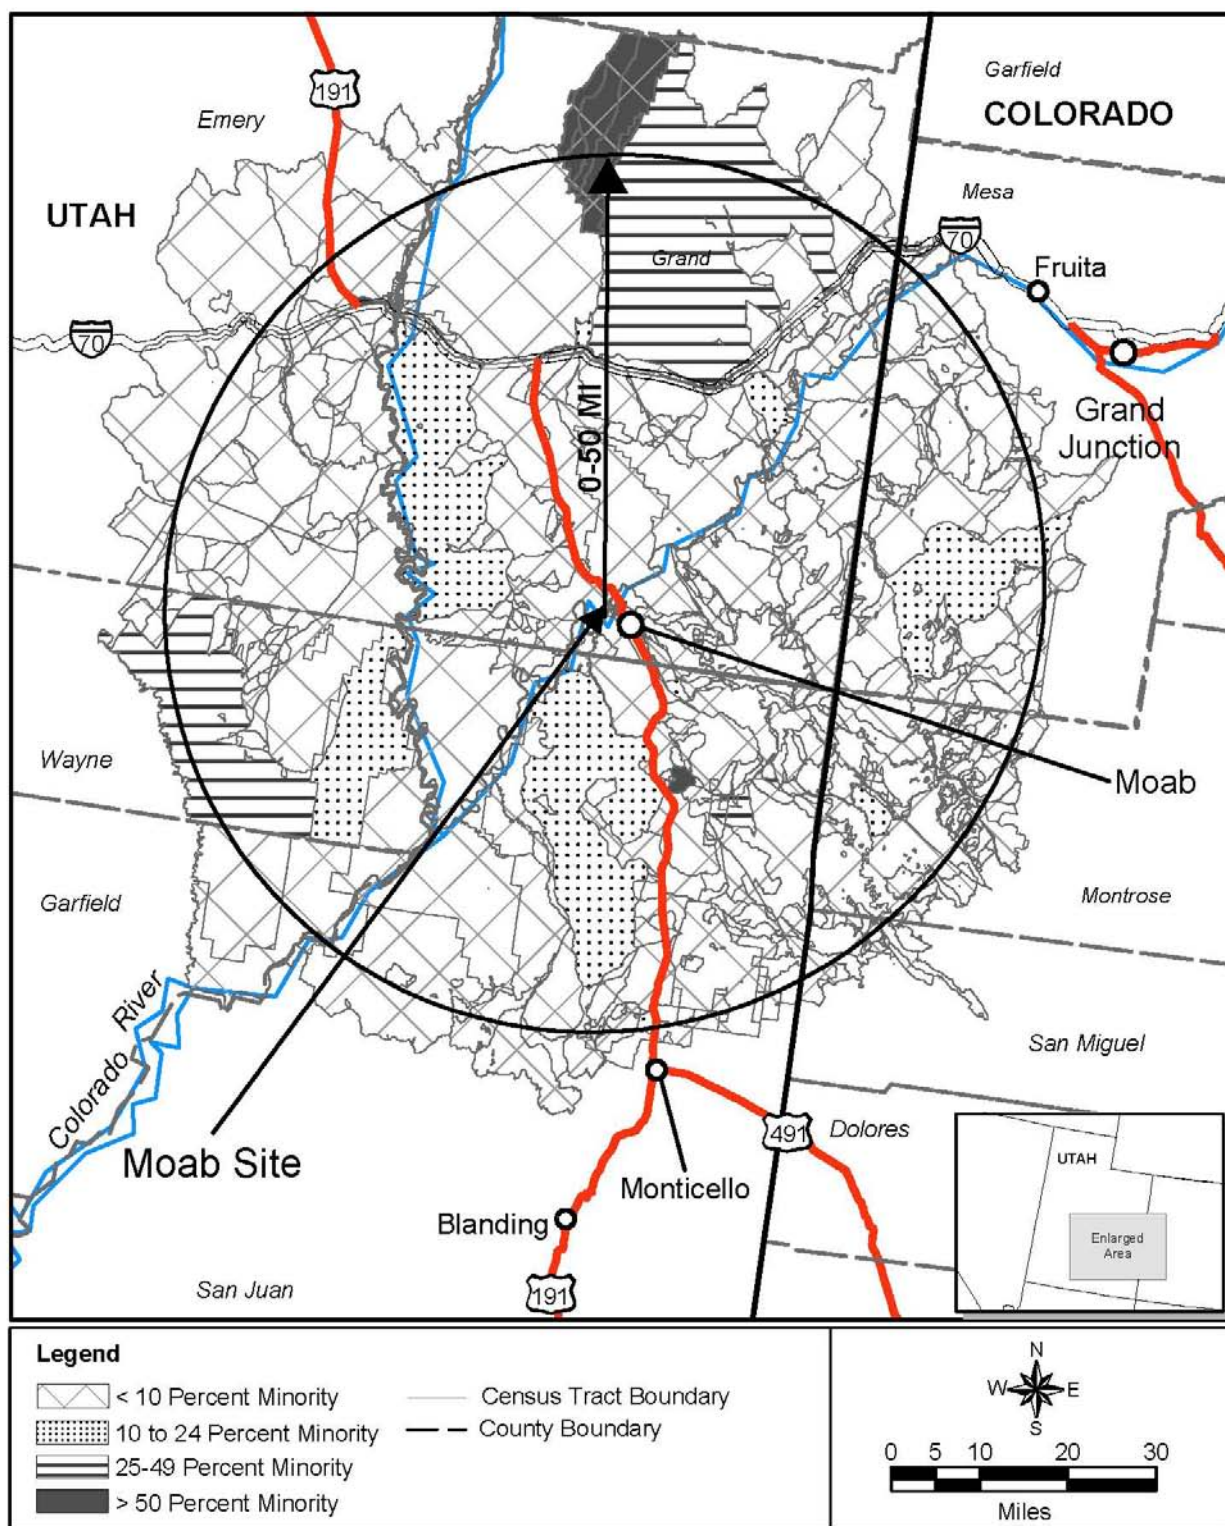 191
Emery
Garfield
COLORADO
UTAH
Mesa
70
Grand
Fruita
70
Grand
Junction
0-50 MI
Wayne
Moab
Garfield
Montrose
Colorado River
San Miguel
Moab Site
491
Dolores
Monticello
Blanding
San Juan
191
UTAH
Enlarged
Area
Legend
< 10 Percent Minority
10 to 24 Percent Minority
25-49 Percent Minority
> 50 Percent Minority
Census Tract Boundary
County Boundary
N
W E
S
0 5 10 20 30
Miles